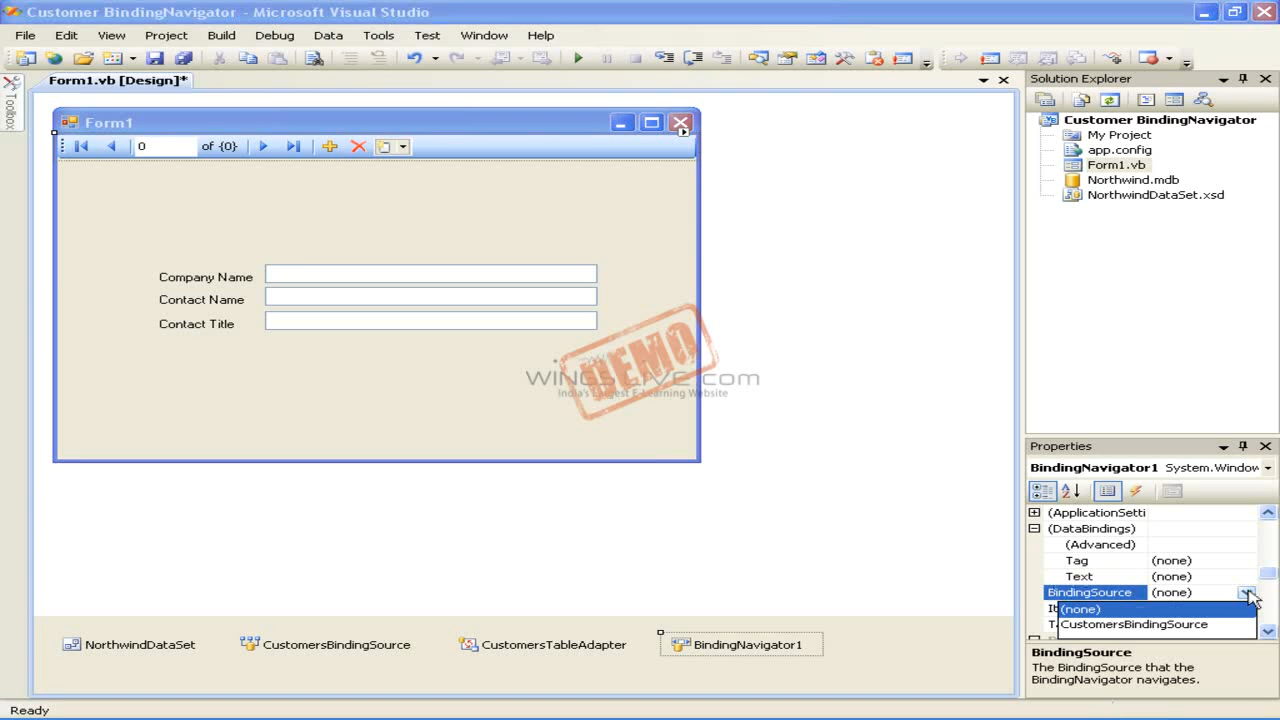 Customer BindingNavigator - Microsoft Visual Studio
File Edit View Project Build Debug Data Tools Test Window Help
Toolbox
Form1.vb [Design]*
Form1
0 of {0}
Company Name
Contact Name
Contact Title
DEMO
WINGS LIVE.com
India's Largest E-Learning Website
NorthwindDataSet CustomersBindingSource CustomersTableAdapter BindingNavigator1
Solution Explorer
Customer BindingNavigator
My Project
app.config
Form1.vb
Northwind.mdb
NorthwindDataSet.xsd
Properties
BindingNavigator1 System.Window
(ApplicationSetti
(DataBindings)
(Advanced)
Tag (none)
Text (none)
BindingSource (none)
(none)
CustomersBindingSource
BindingSource
The BindingSource that the
BindingNavigator navigates.
Ready